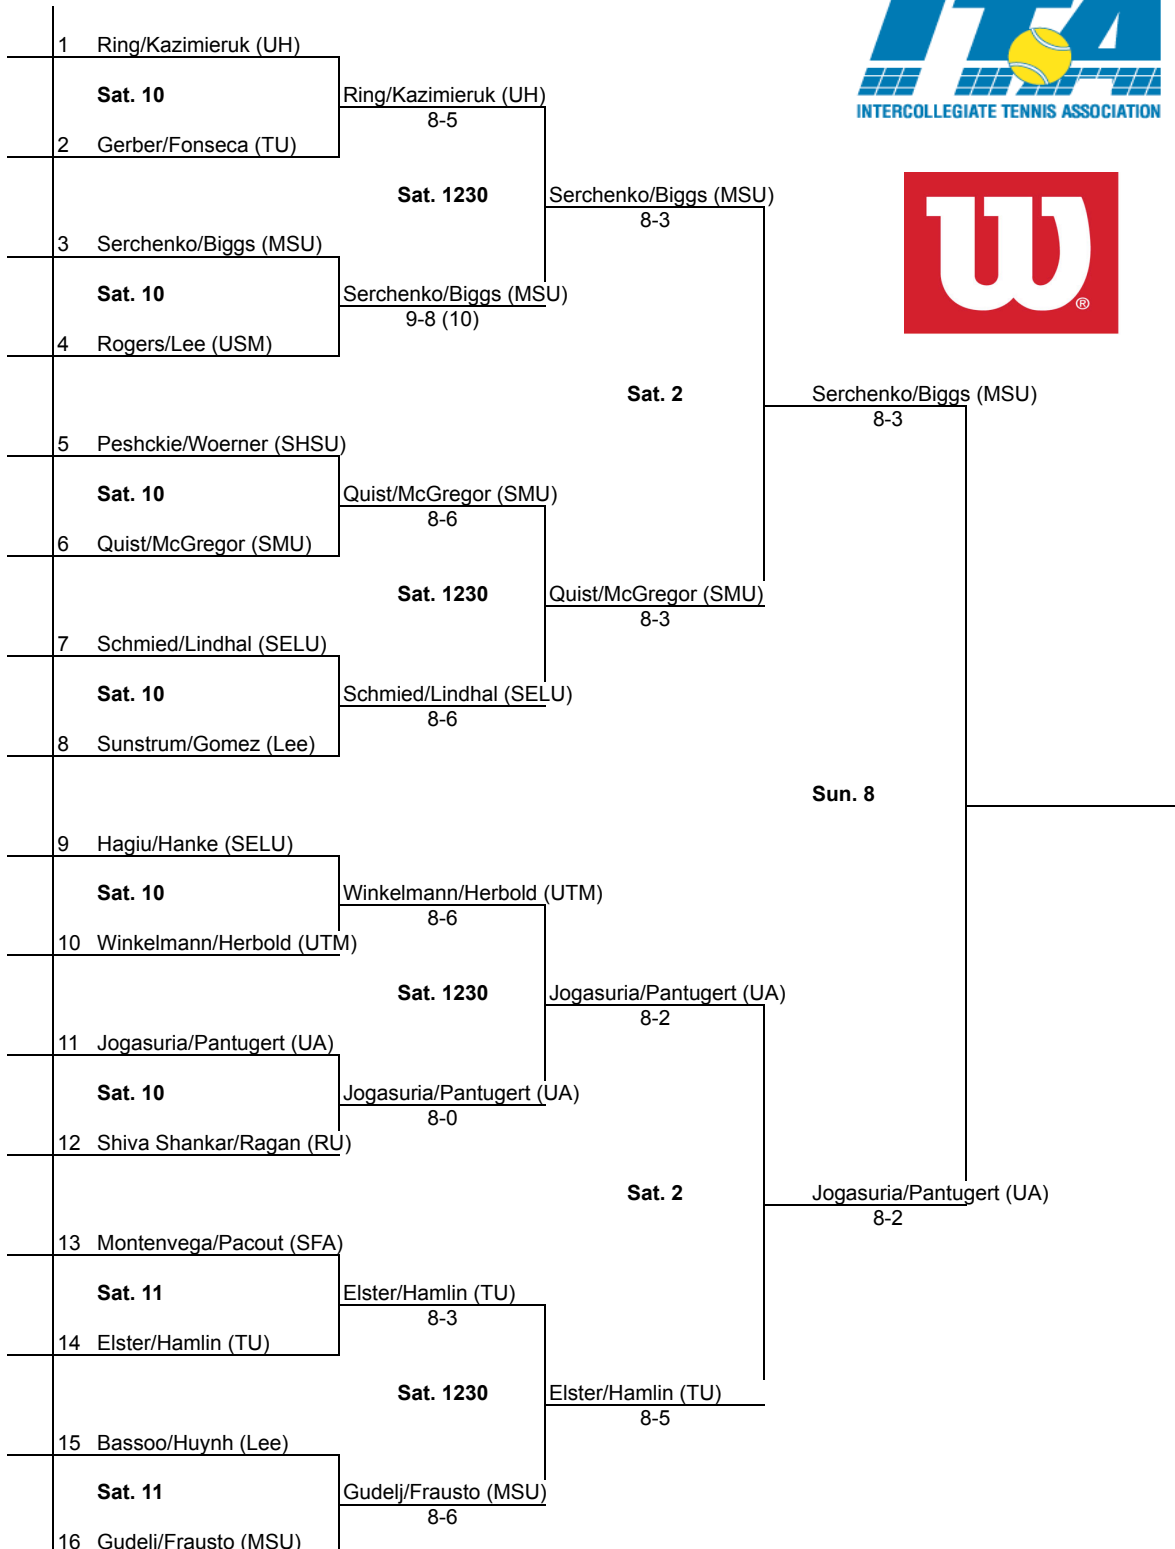 ITA
INTERCOLLEGIATE TENNIS ASSOCIATION
W
®
1 Ring/Kazimieruk (UH)
Sat. 10
Ring/Kazimieruk (UH)
8-5
2 Gerber/Fonseca (TU)
Sat. 1230
Serchenko/Biggs (MSU)
8-3
3 Serchenko/Biggs (MSU)
Sat. 10
Serchenko/Biggs (MSU)
9-8 (10)
4 Rogers/Lee (USM)
Sat. 2
Serchenko/Biggs (MSU)
8-3
5 Peshckie/Woerner (SHSU)
Sat. 10
Quist/McGregor (SMU)
8-6
6 Quist/McGregor (SMU)
Sat. 1230
Quist/McGregor (SMU)
8-3
7 Schmied/Lindhal (SELU)
Sat. 10
Schmied/Lindhal (SELU)
8-6
8 Sunstrum/Gomez (Lee)
Sun. 8
9 Hagiu/Hanke (SELU)
Sat. 10
Winkelmann/Herbold (UTM)
8-6
10 Winkelmann/Herbold (UTM)
Sat. 1230
Jogasuria/Pantugert (UA)
8-2
11 Jogasuria/Pantugert (UA)
Sat. 10
Jogasuria/Pantugert (UA)
8-0
12 Shiva Shankar/Ragan (RU)
Sat. 2
Jogasuria/Pantugert (UA)
8-2
13 Montenvega/Pacout (SFA)
Sat. 11
Elster/Hamlin (TU)
8-3
14 Elster/Hamlin (TU)
Sat. 1230
Elster/Hamlin (TU)
8-5
15 Bassoo/Huynh (Lee)
Sat. 11
Gudelj/Frausto (MSU)
8-6
16 Gudelj/Frausto (MSU)